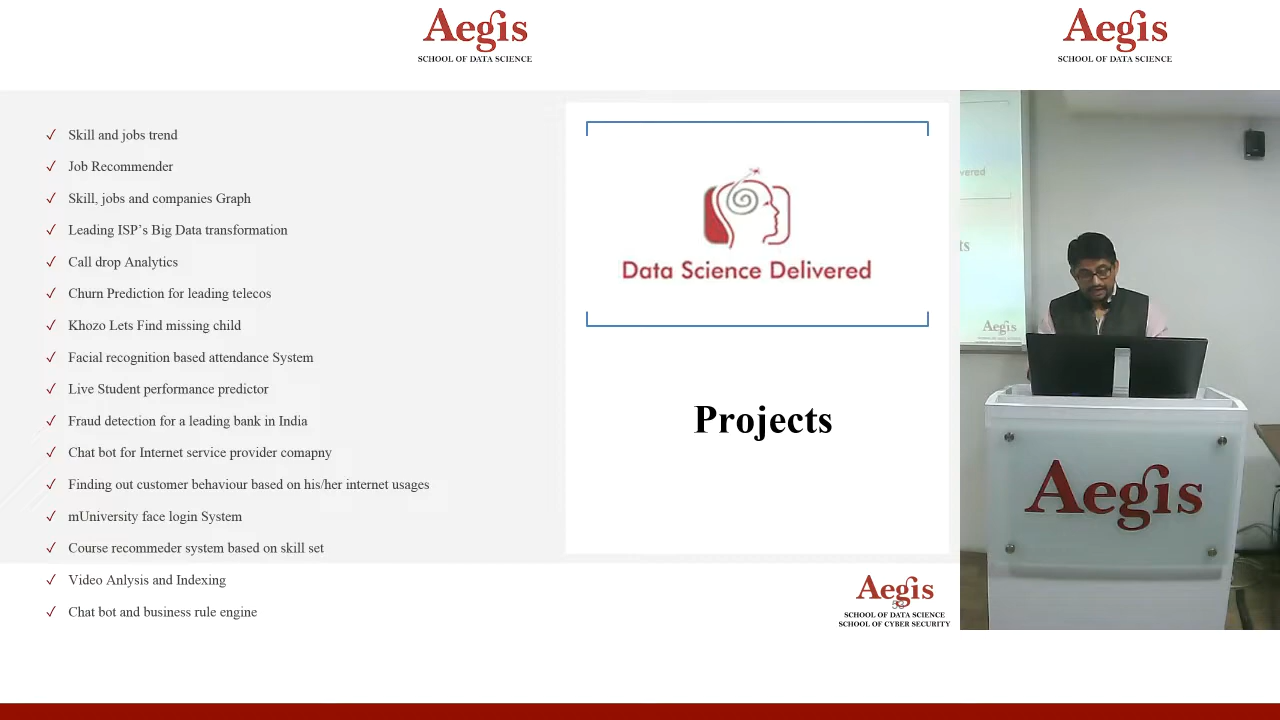 Aegis
SCHOOL OF DATA SCIENCE
Aegis
SCHOOL OF DATA SCIENCE
✓ Skill and jobs trend
✓ Job Recommender
✓ Skill, jobs and companies Graph
✓ Leading ISP’s Big Data transformation
✓ Call drop Analytics
✓ Churn Prediction for leading telecos
✓ Khozo Lets Find missing child
✓ Facial recognition based attendance System
✓ Live Student performance predictor
✓ Fraud detection for a leading bank in India
✓ Chat bot for Internet service provider comapny
✓ Finding out customer behaviour based on his/her internet usages
✓ mUniversity face login System
✓ Course recommeder system based on skill set
✓ Video Anlysis and Indexing
✓ Chat bot and business rule engine
Data Science Delivered
Projects
Aegis
SCHOOL OF DATA SCIENCE
SCHOOL OF CYBER SECURITY
vered
ts
Aegis
Aegis